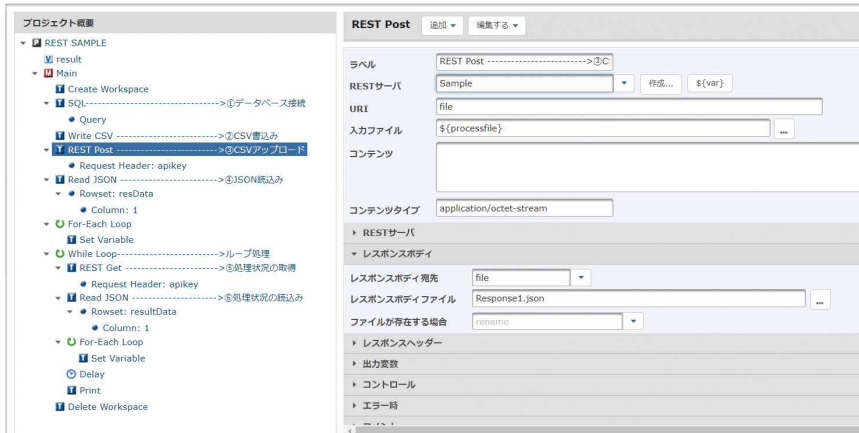 プロジェクト概要
REST SAMPLE
result
Main
Create Workspace
SQL------------------------------->①データベース接続
Query
Write CSV ------------------------>②CSV書込み
REST Post ------------------------>③CSVアップロード
Request Header: apikey
Read JSON ------------------------>④JSON読込み
Rowset: resData
Column: 1
For-Each Loop
Set Variable
While Loop------------------------>ループ処理
REST Get ------------------------>⑤処理状況の取得
Request Header: apikey
Read JSON --------------------->⑥処理状況の読込み
Rowset: resultData
Column: 1
For-Each Loop
Set Variable
Delay
Print
Delete Workspace
REST Post 追加 編集する
ラベル REST Post ------------------------>③C
RESTサーバ Sample 作成... ${var}
URI file
入力ファイル ${processfile} ...
コンテンツ
コンテンツタイプ application/octet-stream
RESTサーバ
レスポンスボディ
レスポンスボディ宛先 file
レスポンスボディファイル Response1.json ...
ファイルが存在する場合 rename
レスポンスヘッダー
出力変数
コントロール
エラー時